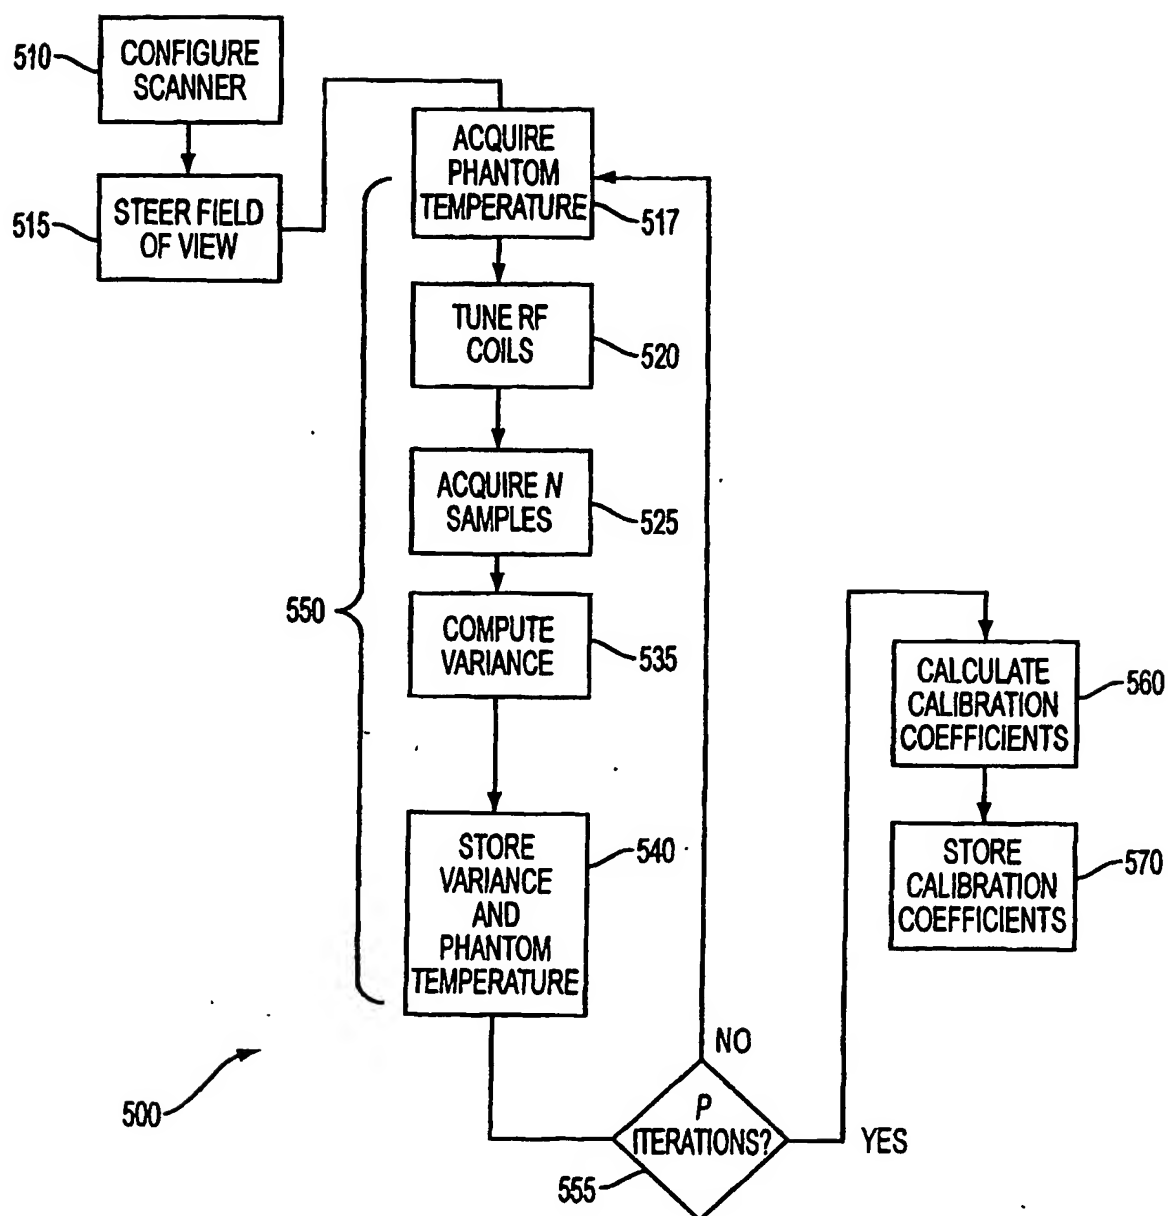 510
CONFIGURE
SCANNER
515
STEER FIELD
OF VIEW
ACQUIRE
PHANTOM
TEMPERATURE
517
TUNE RF
COILS
520
ACQUIRE N
SAMPLES
525
550
COMPUTE
VARIANCE
535
STORE
VARIANCE
AND
PHANTOM
TEMPERATURE
540
500
P
ITERATIONS?
555
NO
YES
CALCULATE
CALIBRATION
COEFFICIENTS
560
STORE
CALIBRATION
COEFFICIENTS
570